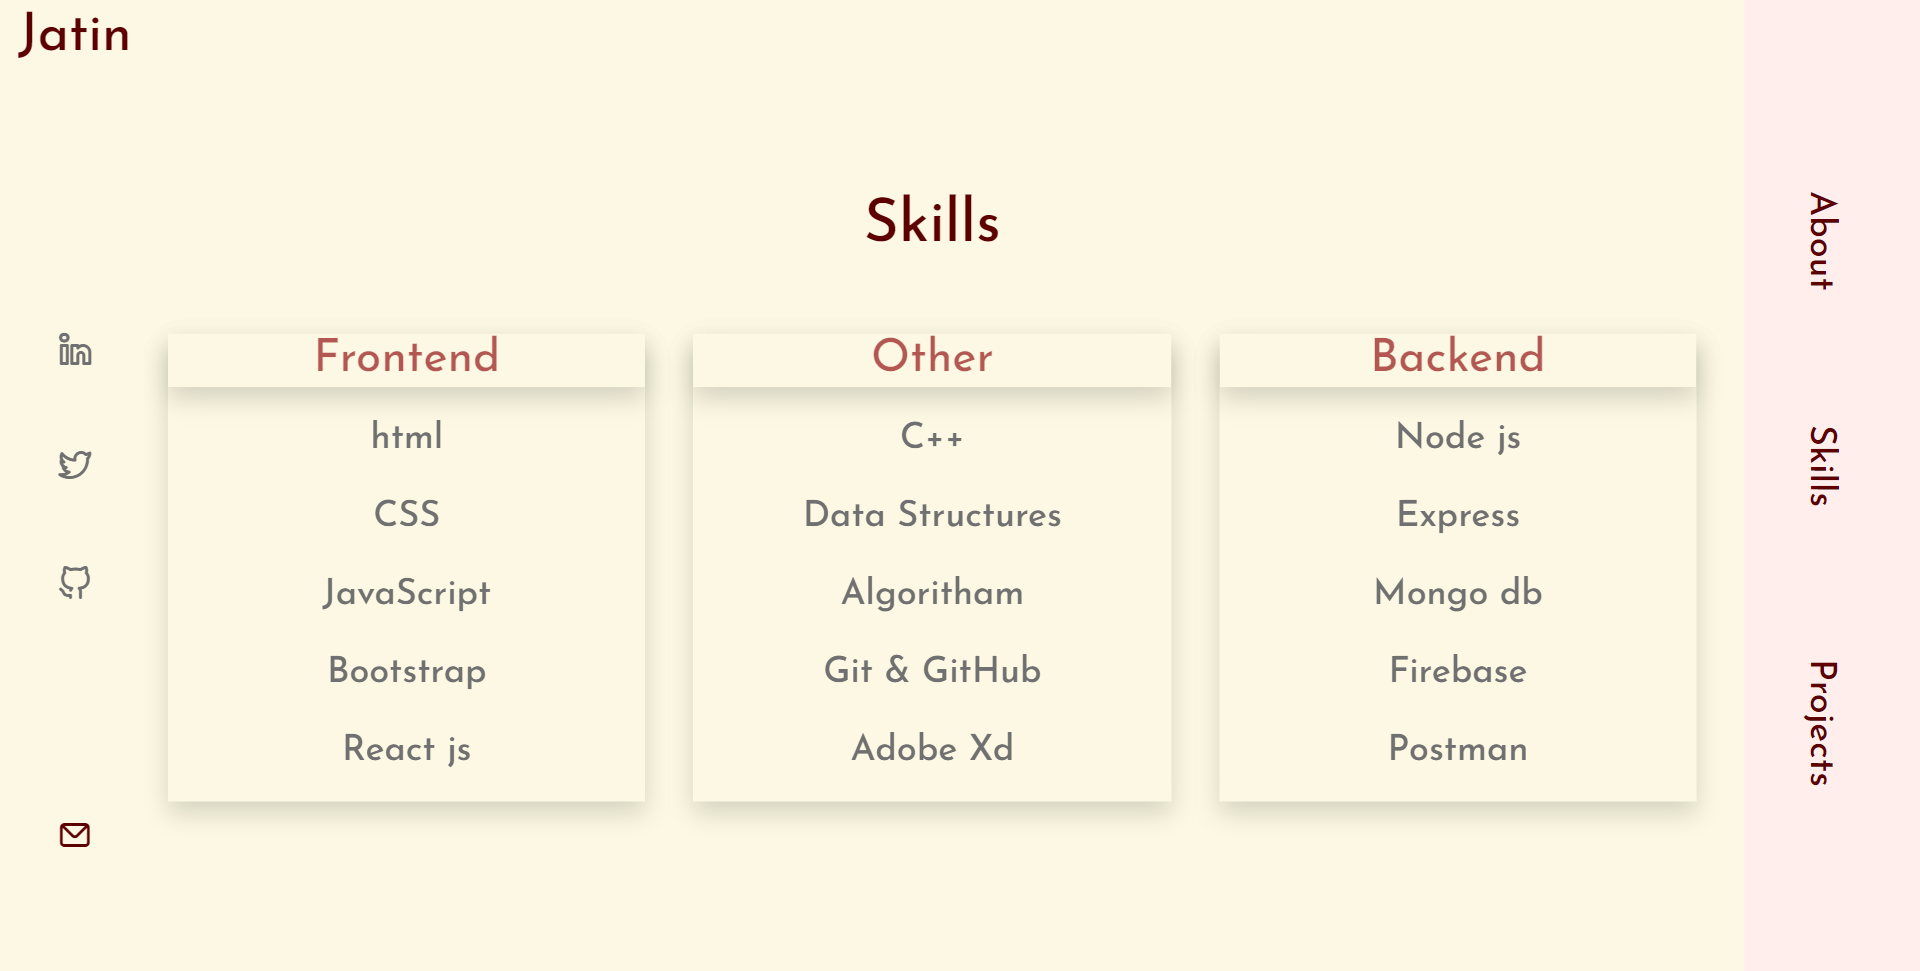 Jatin
Skills
Frontend
html
CSS
JavaScript
Bootstrap
React js
Other
C++
Data Structures
Algoritham
Git & GitHub
Adobe Xd
Backend
Node js
Express
Mongo db
Firebase
Postman
About
Skills
Projects